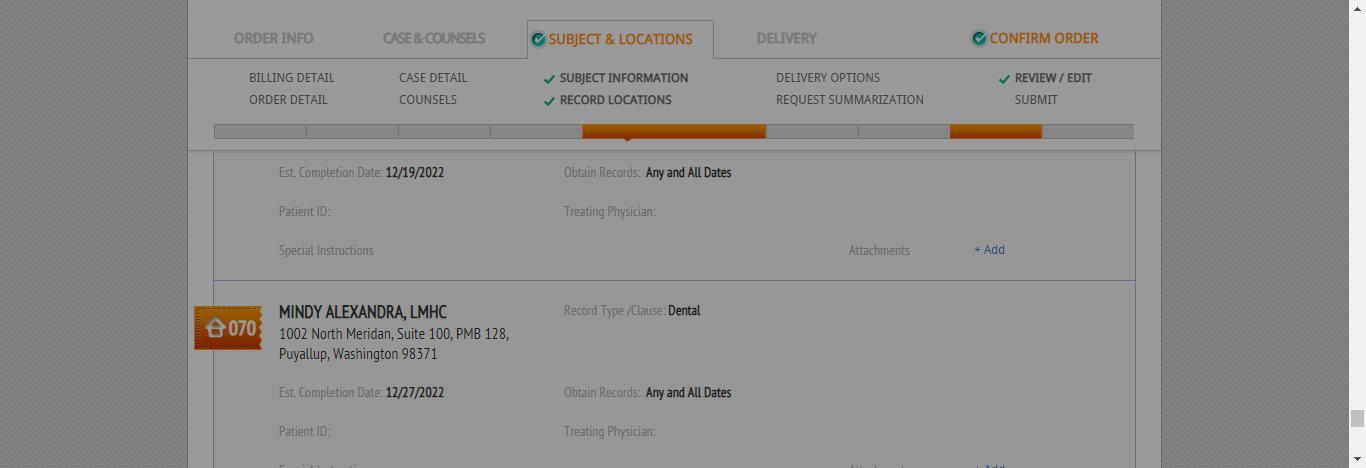 ORDER INFO CASE & COUNSELS SUBJECT & LOCATIONS DELIVERY CONFIRM ORDER
BILLING DETAIL CASE DETAIL SUBJECT INFORMATION DELIVERY OPTIONS REVIEW / EDIT
ORDER DETAIL COUNSELS RECORD LOCATIONS REQUEST SUMMARIZATION SUBMIT
Est. Completion Date: 12/19/2022 Obtain Records: Any and All Dates
Patient ID: Treating Physician:
Special Instructions Attachments + Add
070 MINDY ALEXANDRA, LMHC Record Type /Clause: Dental
1002 North Meridan, Suite 100, PMB 128,
Puyallup, Washington 98371
Est. Completion Date: 12/27/2022 Obtain Records: Any and All Dates
Patient ID: Treating Physician: